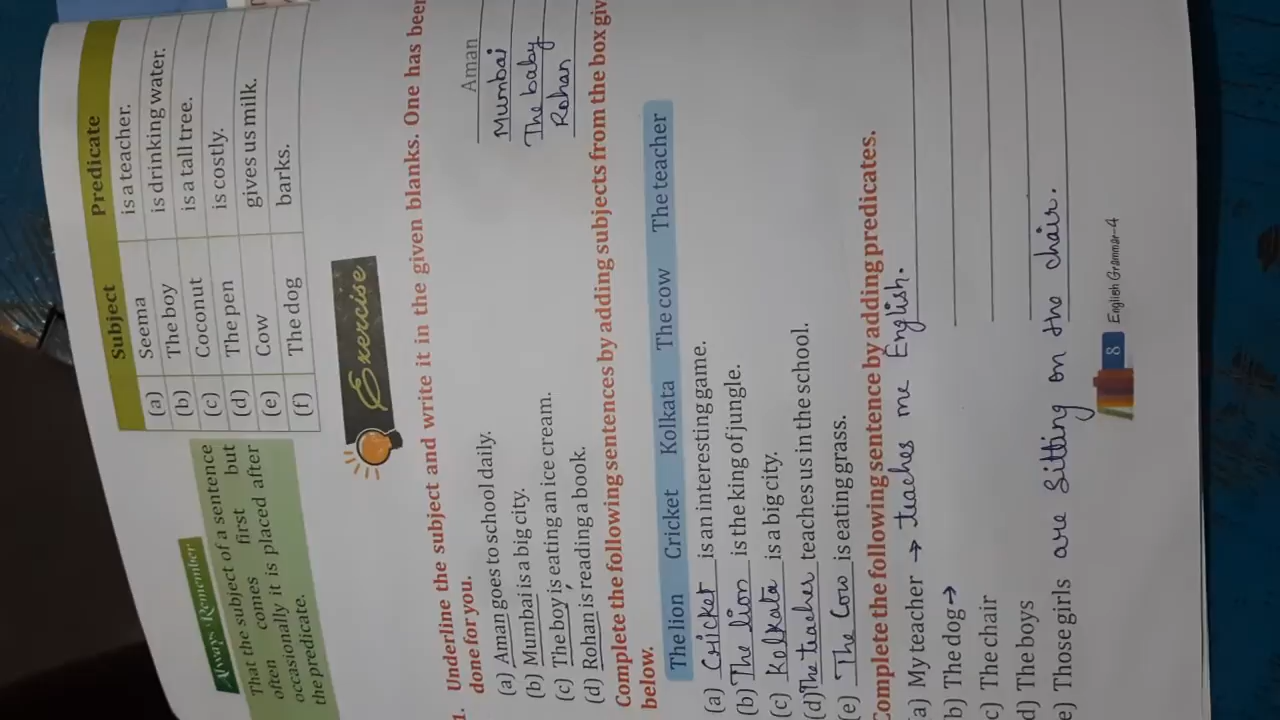 Always Remember
That the subject of a sentence
often comes first but
occasionally it is placed after
the predicate.
Subject Predicate
(a) Seema is a teacher.
(b) The boy is drinking water.
(c) Coconut is a tall tree.
(d) The pen is costly.
(e) Cow gives us milk.
(f) The dog barks.
Exercise
1. Underline the subject and write it in the given blanks. One has been
done for you.
(a) Aman goes to school daily. Aman
(b) Mumbai is a big city. Mumbai
(c) The boy is eating an ice cream. The baby
(d) Rohan is reading a book. Rohan
Complete the following sentences by adding subjects from the box giv
below.
The lion Cricket Kolkata The cow The teacher
(a) Cricket is an interesting game.
(b) The lion is the king of jungle.
(c) Kolkata is a big city.
(d) The teacher teaches us in the school.
(e) The Cow is eating grass.
Complete the following sentence by adding predicates.
a) My teacher → teaches me English.
b) The dog →
c) The chair
d) The boys
e) Those girls are sitting on the chair.
8 English Grammar-4